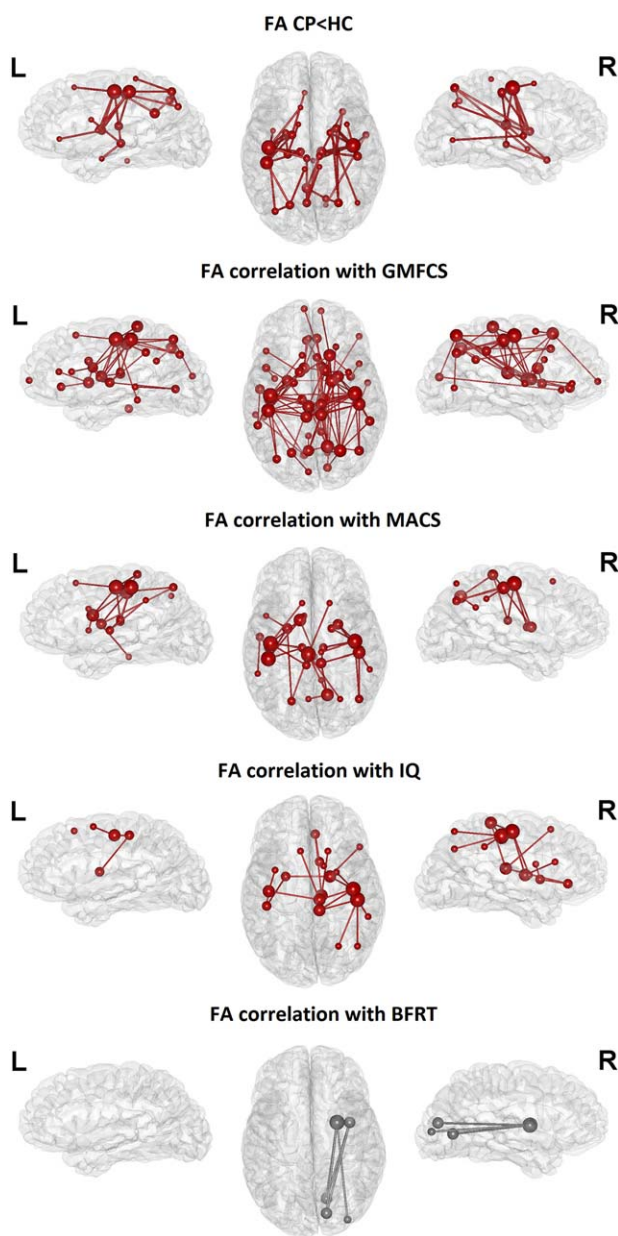 FA CP<HC
L
R
FA correlation with GMFCS
L
R
FA correlation with MACS
L
R
FA correlation with IQ
L
R
FA correlation with BFRT
L
R